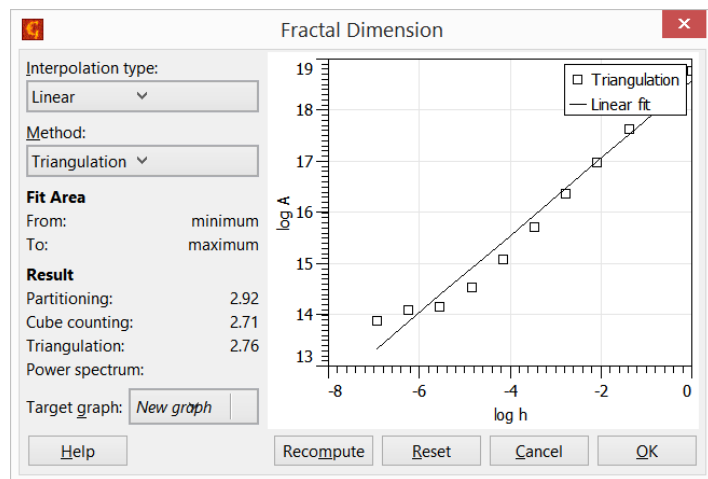 Fractal Dimension
Interpolation type:
Linear
Method:
Triangulation
Fit Area
From: minimum
To: maximum
Result
Partitioning: 2.92
Cube counting: 2.71
Triangulation: 2.76
Power spectrum:
Target graph: New graph
19
18
17
16
15
14
13
log A
Triangulation
Linear fit
-8 -6 -4 -2 0
log h
Help Recompute Reset Cancel OK